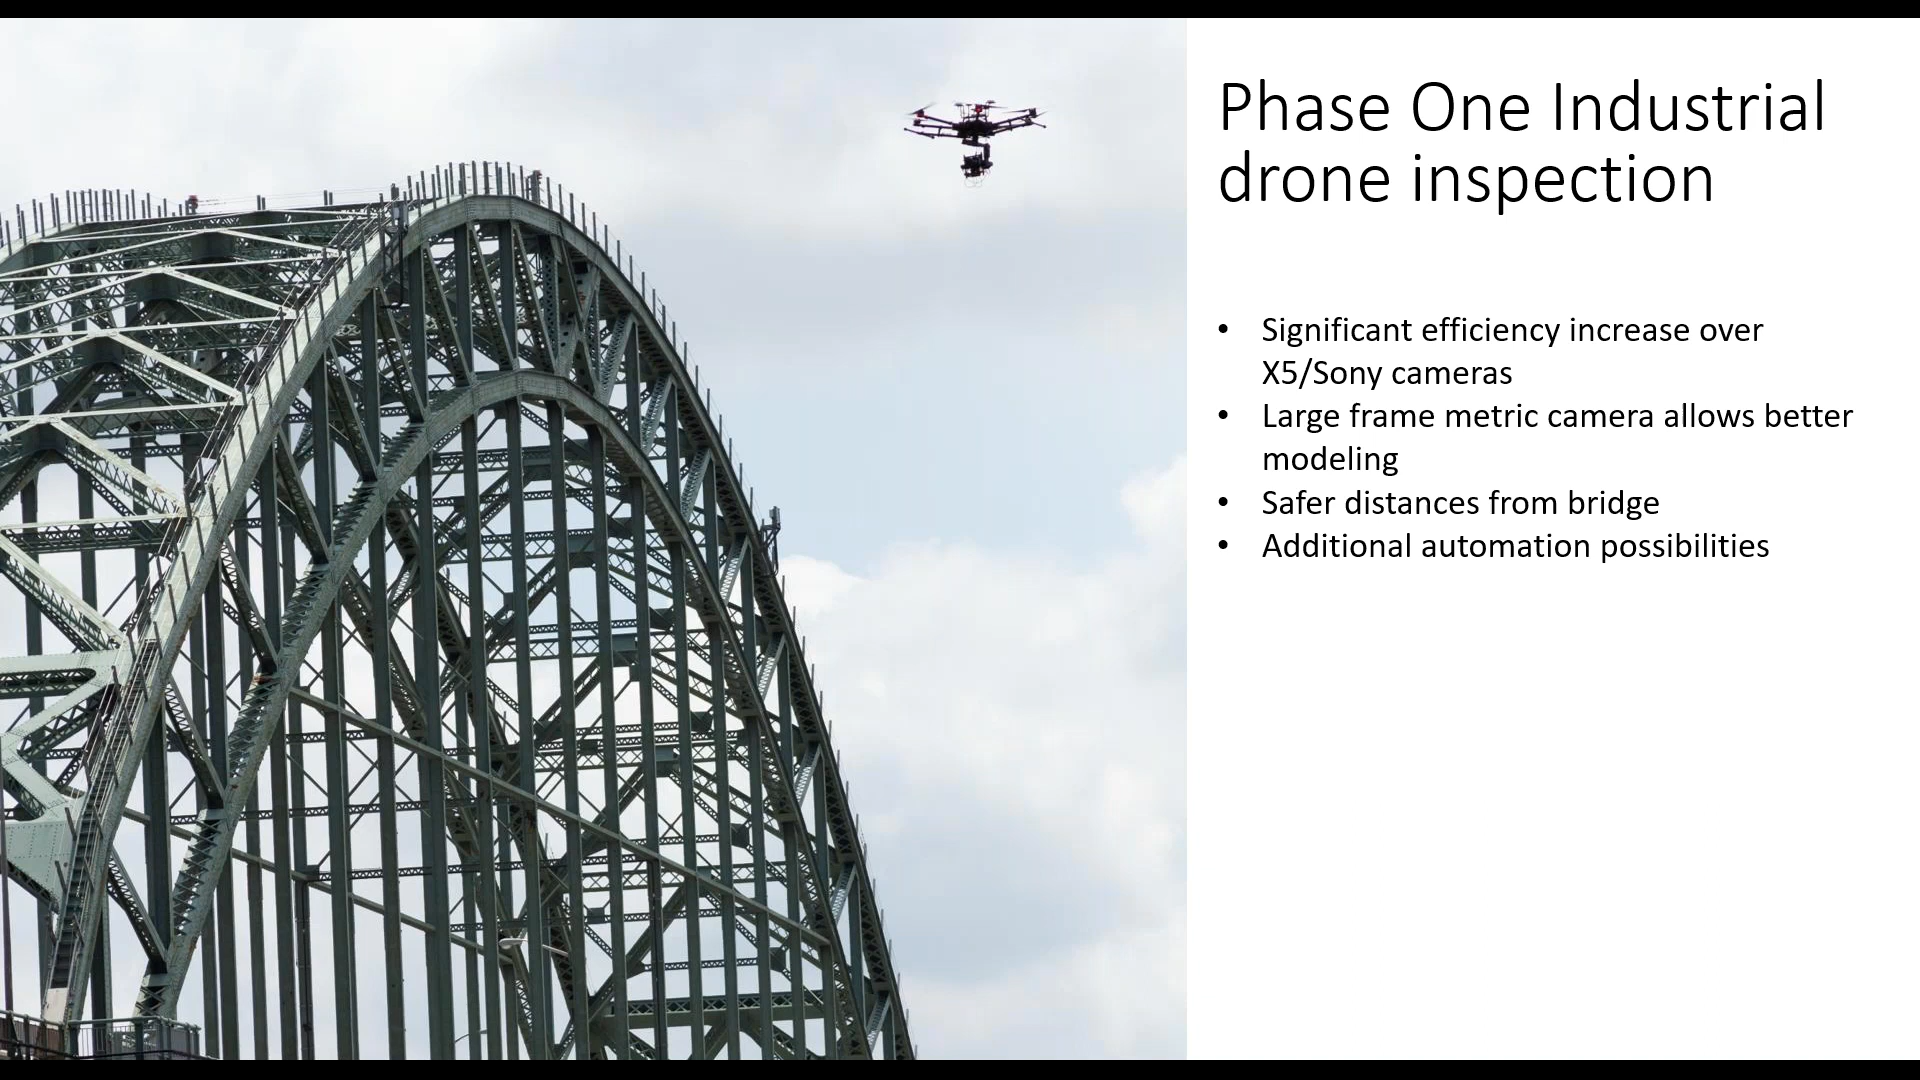 Phase One Industrial
drone inspection
• Significant efficiency increase over
X5/Sony cameras
• Large frame metric camera allows better
modeling
• Safer distances from bridge
• Additional automation possibilities